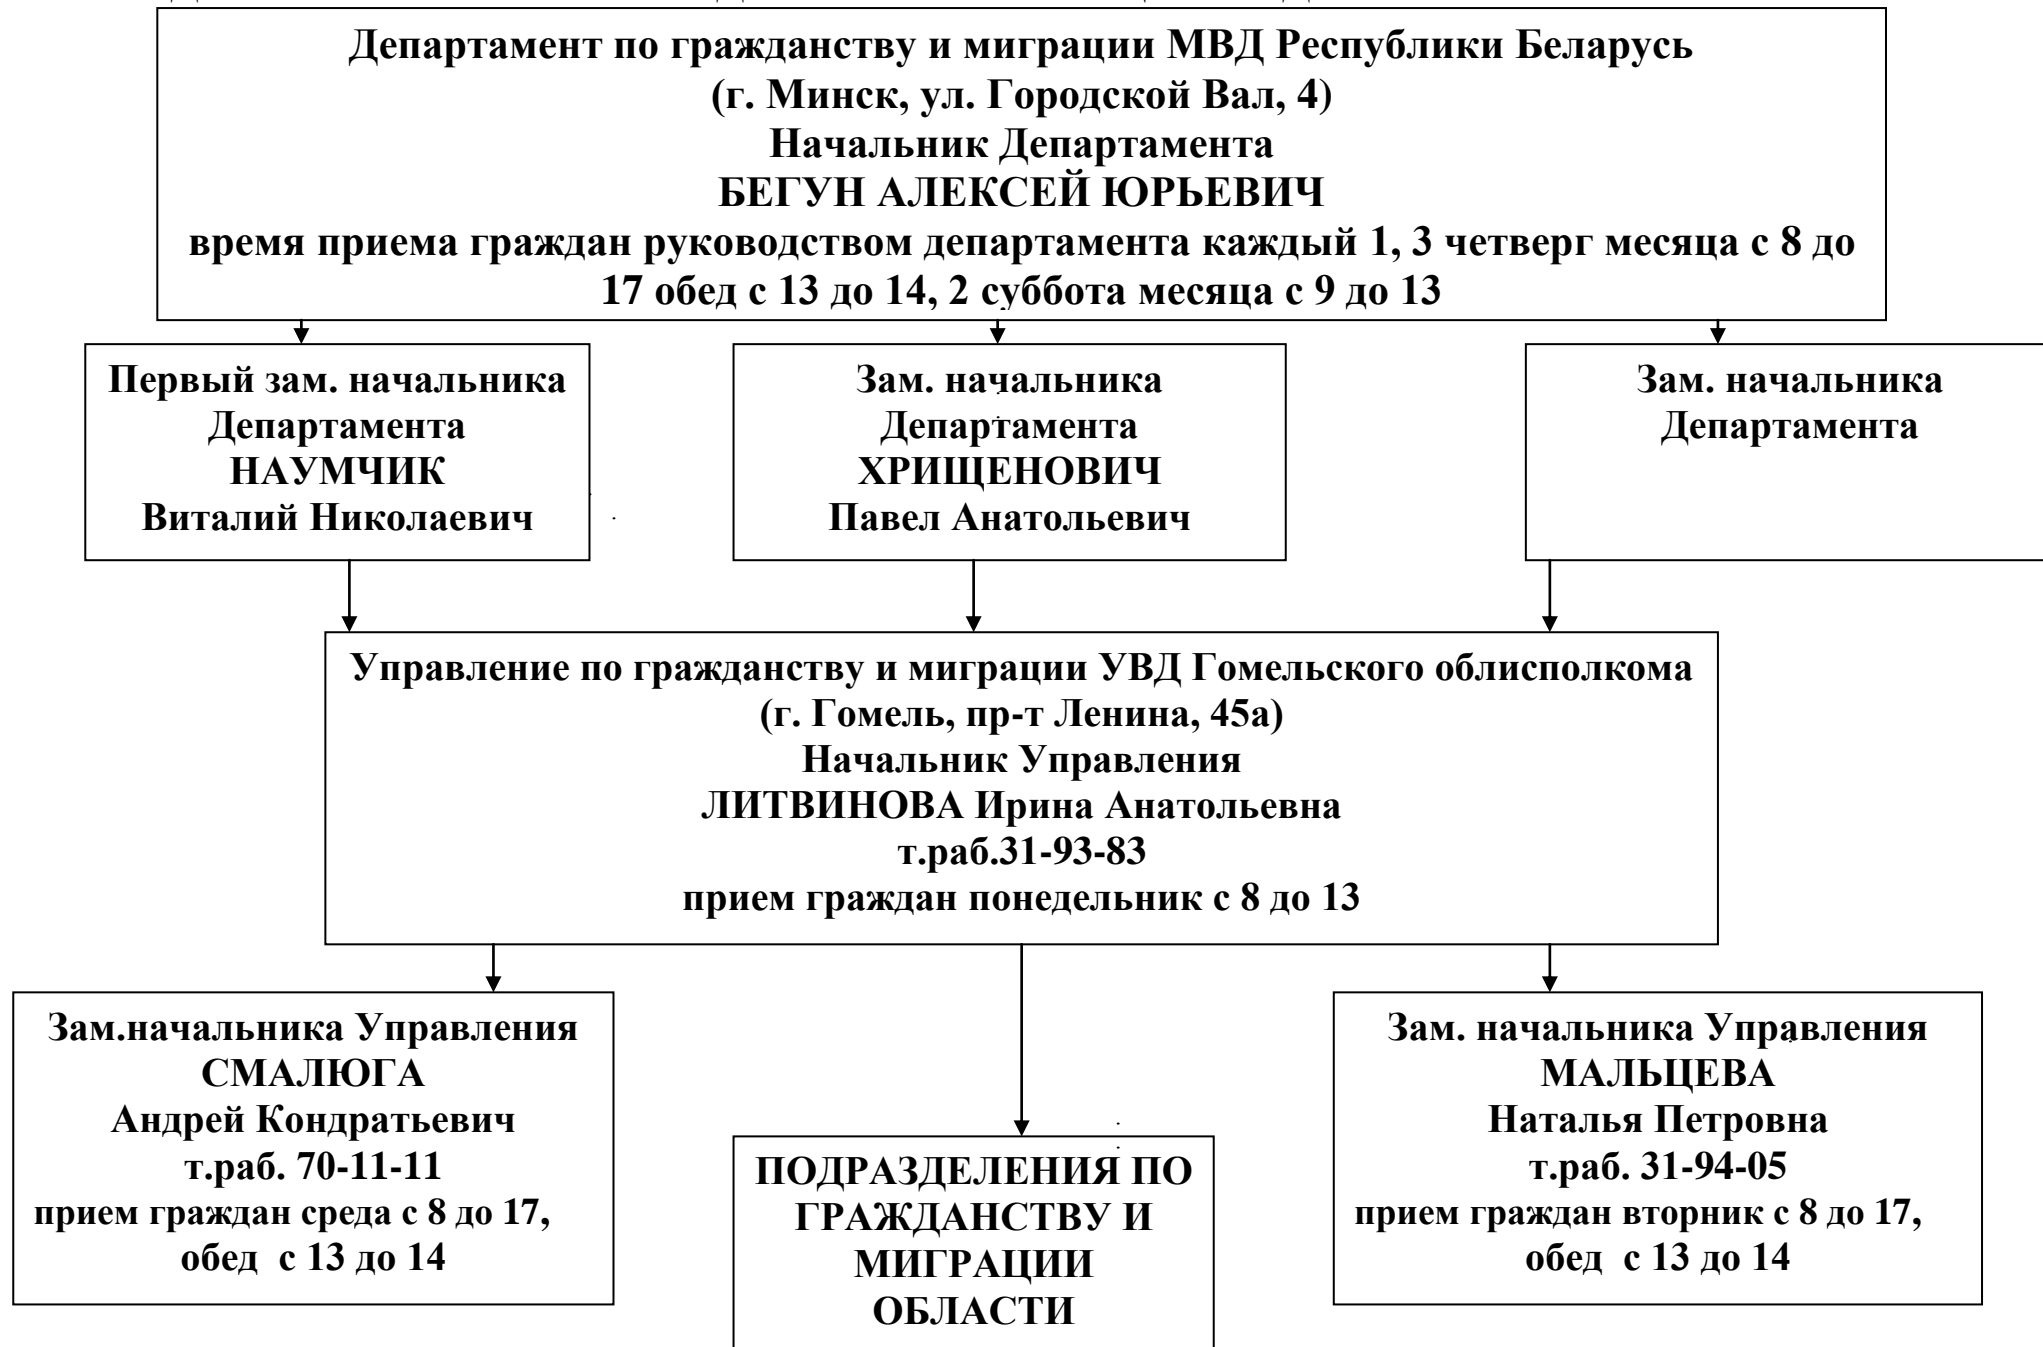 Департамент по гражданству и миграции МВД Республики Беларусь
(г. Минск, ул. Городской Вал, 4)
Начальник Департамента
БЕГУН АЛЕКСЕЙ ЮРЬЕВИЧ
время приема граждан руководством департамента каждый 1, 3 четверг месяца с 8 до
17 обед с 13 до 14, 2 суббота месяца с 9 до 13
Первый зам. начальника
Департамента
НАУМЧИК
Виталий Николаевич
Зам. начальника
Департамента
ХРИЩЕНОВИЧ
Павел Анатольевич
Зам. начальника
Департамента
Управление по гражданству и миграции УВД Гомельского облисполкома
(г. Гомель, пр-т Ленина, 45а)
Начальник Управления
ЛИТВИНОВА Ирина Анатольевна
т.раб.31-93-83
прием граждан понедельник с 8 до 13
Зам.начальника Управления
СМАЛЮГА
Андрей Кондратьевич
т.раб. 70-11-11
прием граждан среда с 8 до 17,
обед с 13 до 14
ПОДРАЗДЕЛЕНИЯ ПО
ГРАЖДАНСТВУ И
МИГРАЦИИ
ОБЛАСТИ
Зам. начальника Управления
МАЛЬЦЕВА
Наталья Петровна
т.раб. 31-94-05
прием граждан вторник с 8 до 17,
обед с 13 до 14